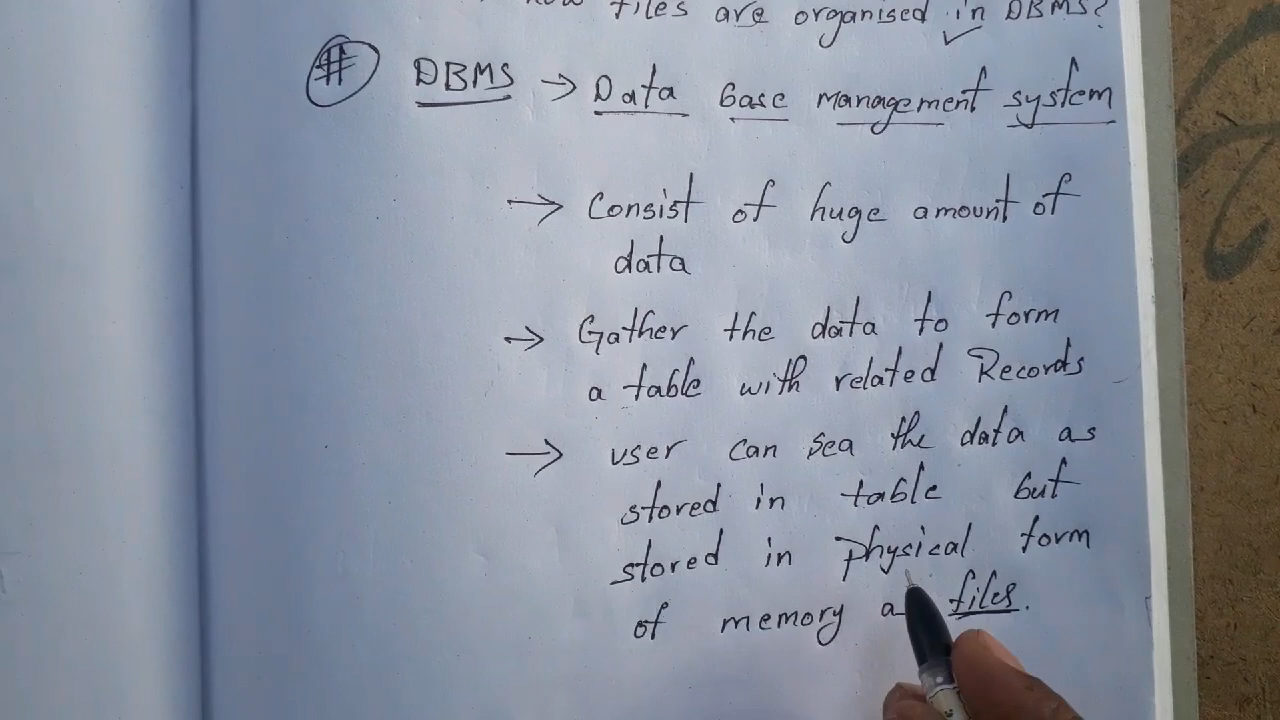 how files are organised in DBMS?
# DBMS → Data base management system
→ Consist of huge amount of
data
→ Gather the data to form
a table with related Records
→ user can sea the data as
stored in table but
stored in physical form
of memory a files.